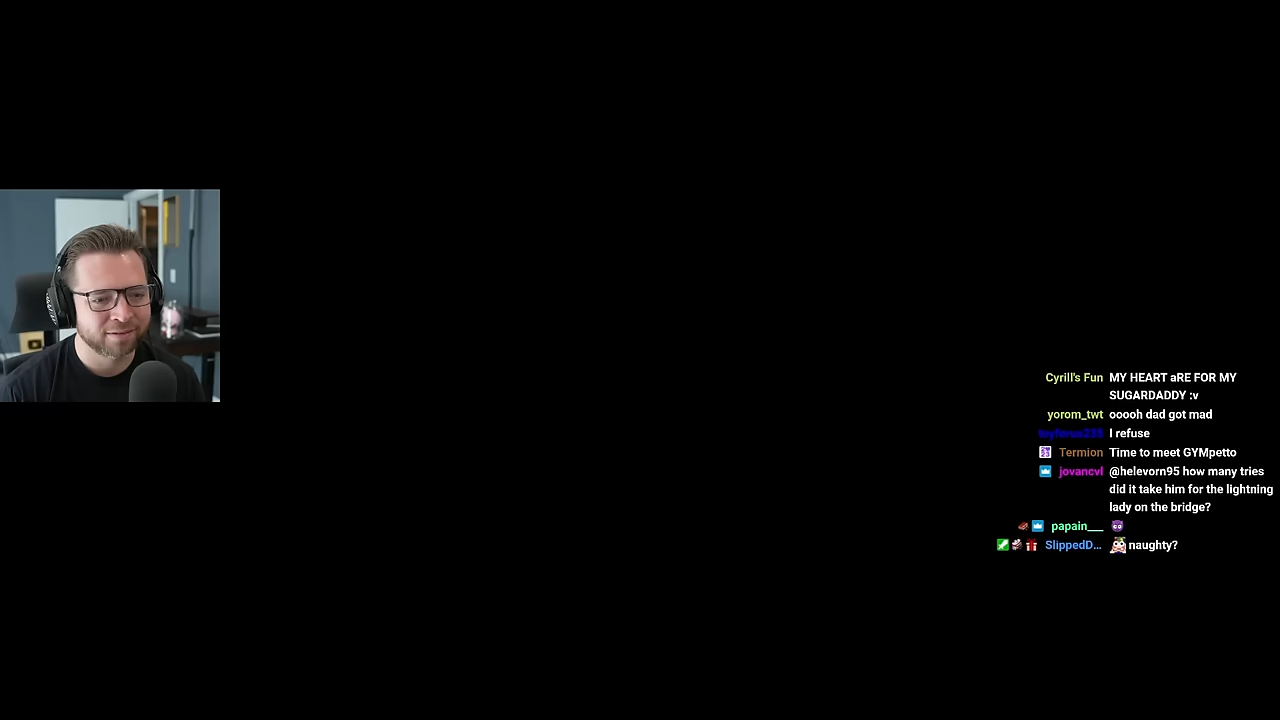 Cyrill's Fun MY HEART aRE FOR MY
SUGARDADDY :v
yorom_twt ooooh dad got mad
I refuse
Termion Time to meet GYMpetto
jovancvl @helevorn95 how many tries
did it take him for the lightning
lady on the bridge?
papain___
SlippedD... naughty?